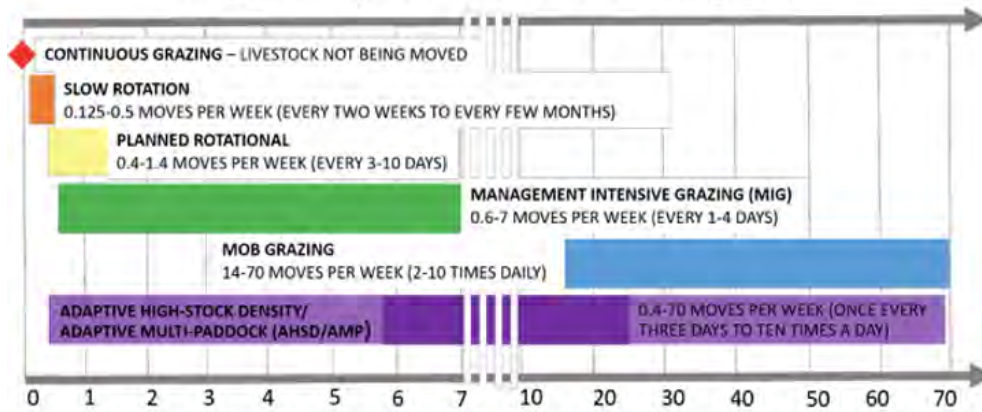 CONTINUOUS GRAZING – LIVESTOCK NOT BEING MOVED
SLOW ROTATION
0.125-0.5 MOVES PER WEEK (EVERY TWO WEEKS TO EVERY FEW MONTHS)
PLANNED ROTATIONAL
0.4-1.4 MOVES PER WEEK (EVERY 3-10 DAYS)
MANAGEMENT INTENSIVE GRAZING (MIG)
0.6-7 MOVES PER WEEK (EVERY 1-4 DAYS)
MOB GRAZING
14-70 MOVES PER WEEK (2-10 TIMES DAILY)
ADAPTIVE HIGH-STOCK DENSITY/
ADAPTIVE MULTI-PADDOCK (AHSD/AMP)
0.4-70 MOVES PER WEEK (ONCE EVERY
THREE DAYS TO TEN TIMES A DAY)
0 1 2 3 4 5 6 7 10 20 30 40 50 60 70